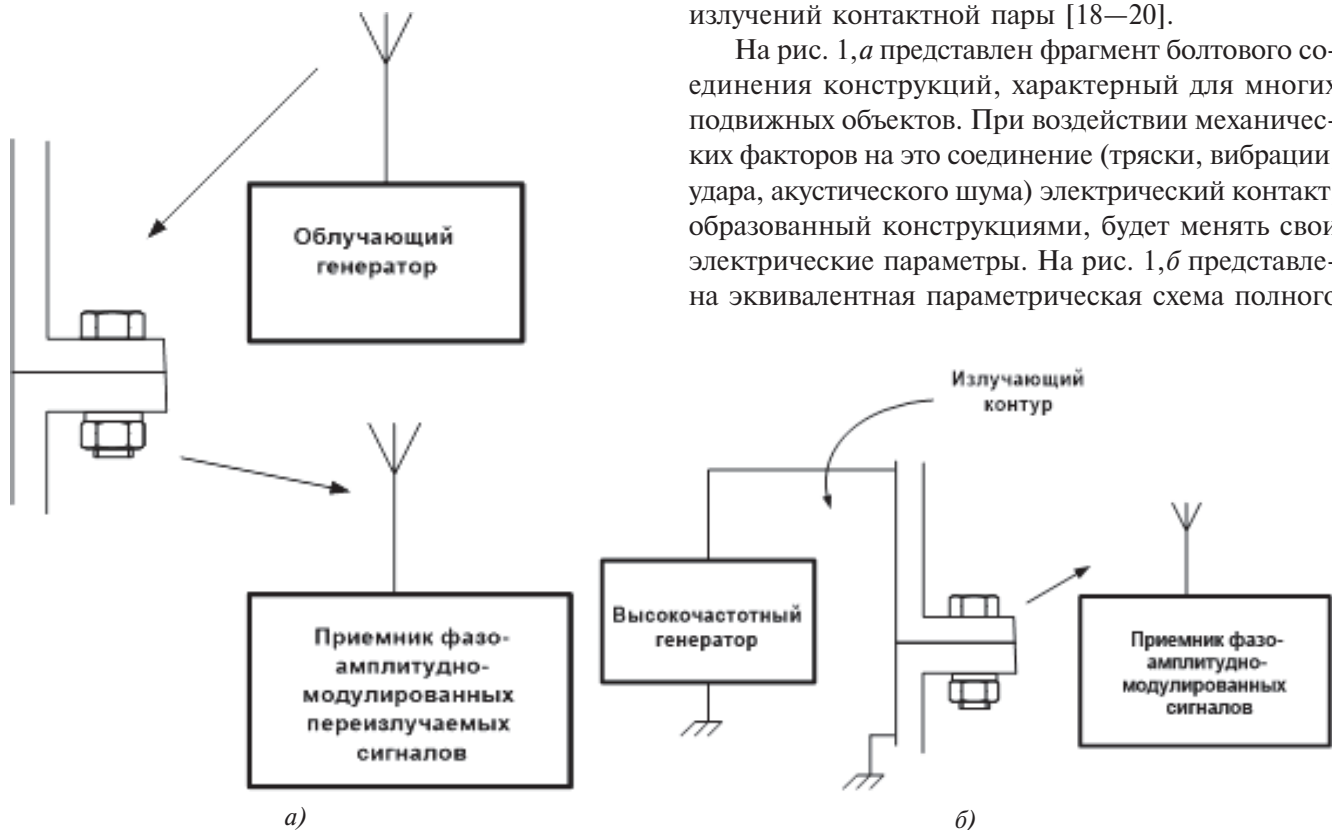 излучений контактной пары [18—20].
На рис. 1,а представлен фрагмент болтового со-
единения конструкций, характерный для многих
подвижных объектов. При воздействии механичес-
ких факторов на это соединение (тряски, вибрации
удара, акустического шума) электрический контакт
образованный конструкциями, будет менять свои
электрические параметры. На рис. 1,б представле-
на эквивалентная параметрическая схема полного
Облучающий
генератор
Приемник фазо-
амплитудно-
модулированных
переизлучаемых
сигналов
а)
Излучающий
контур
Высокочастотный
генератор
Приемник фазо-
амплитудно-
модулированных
сигналов
б)